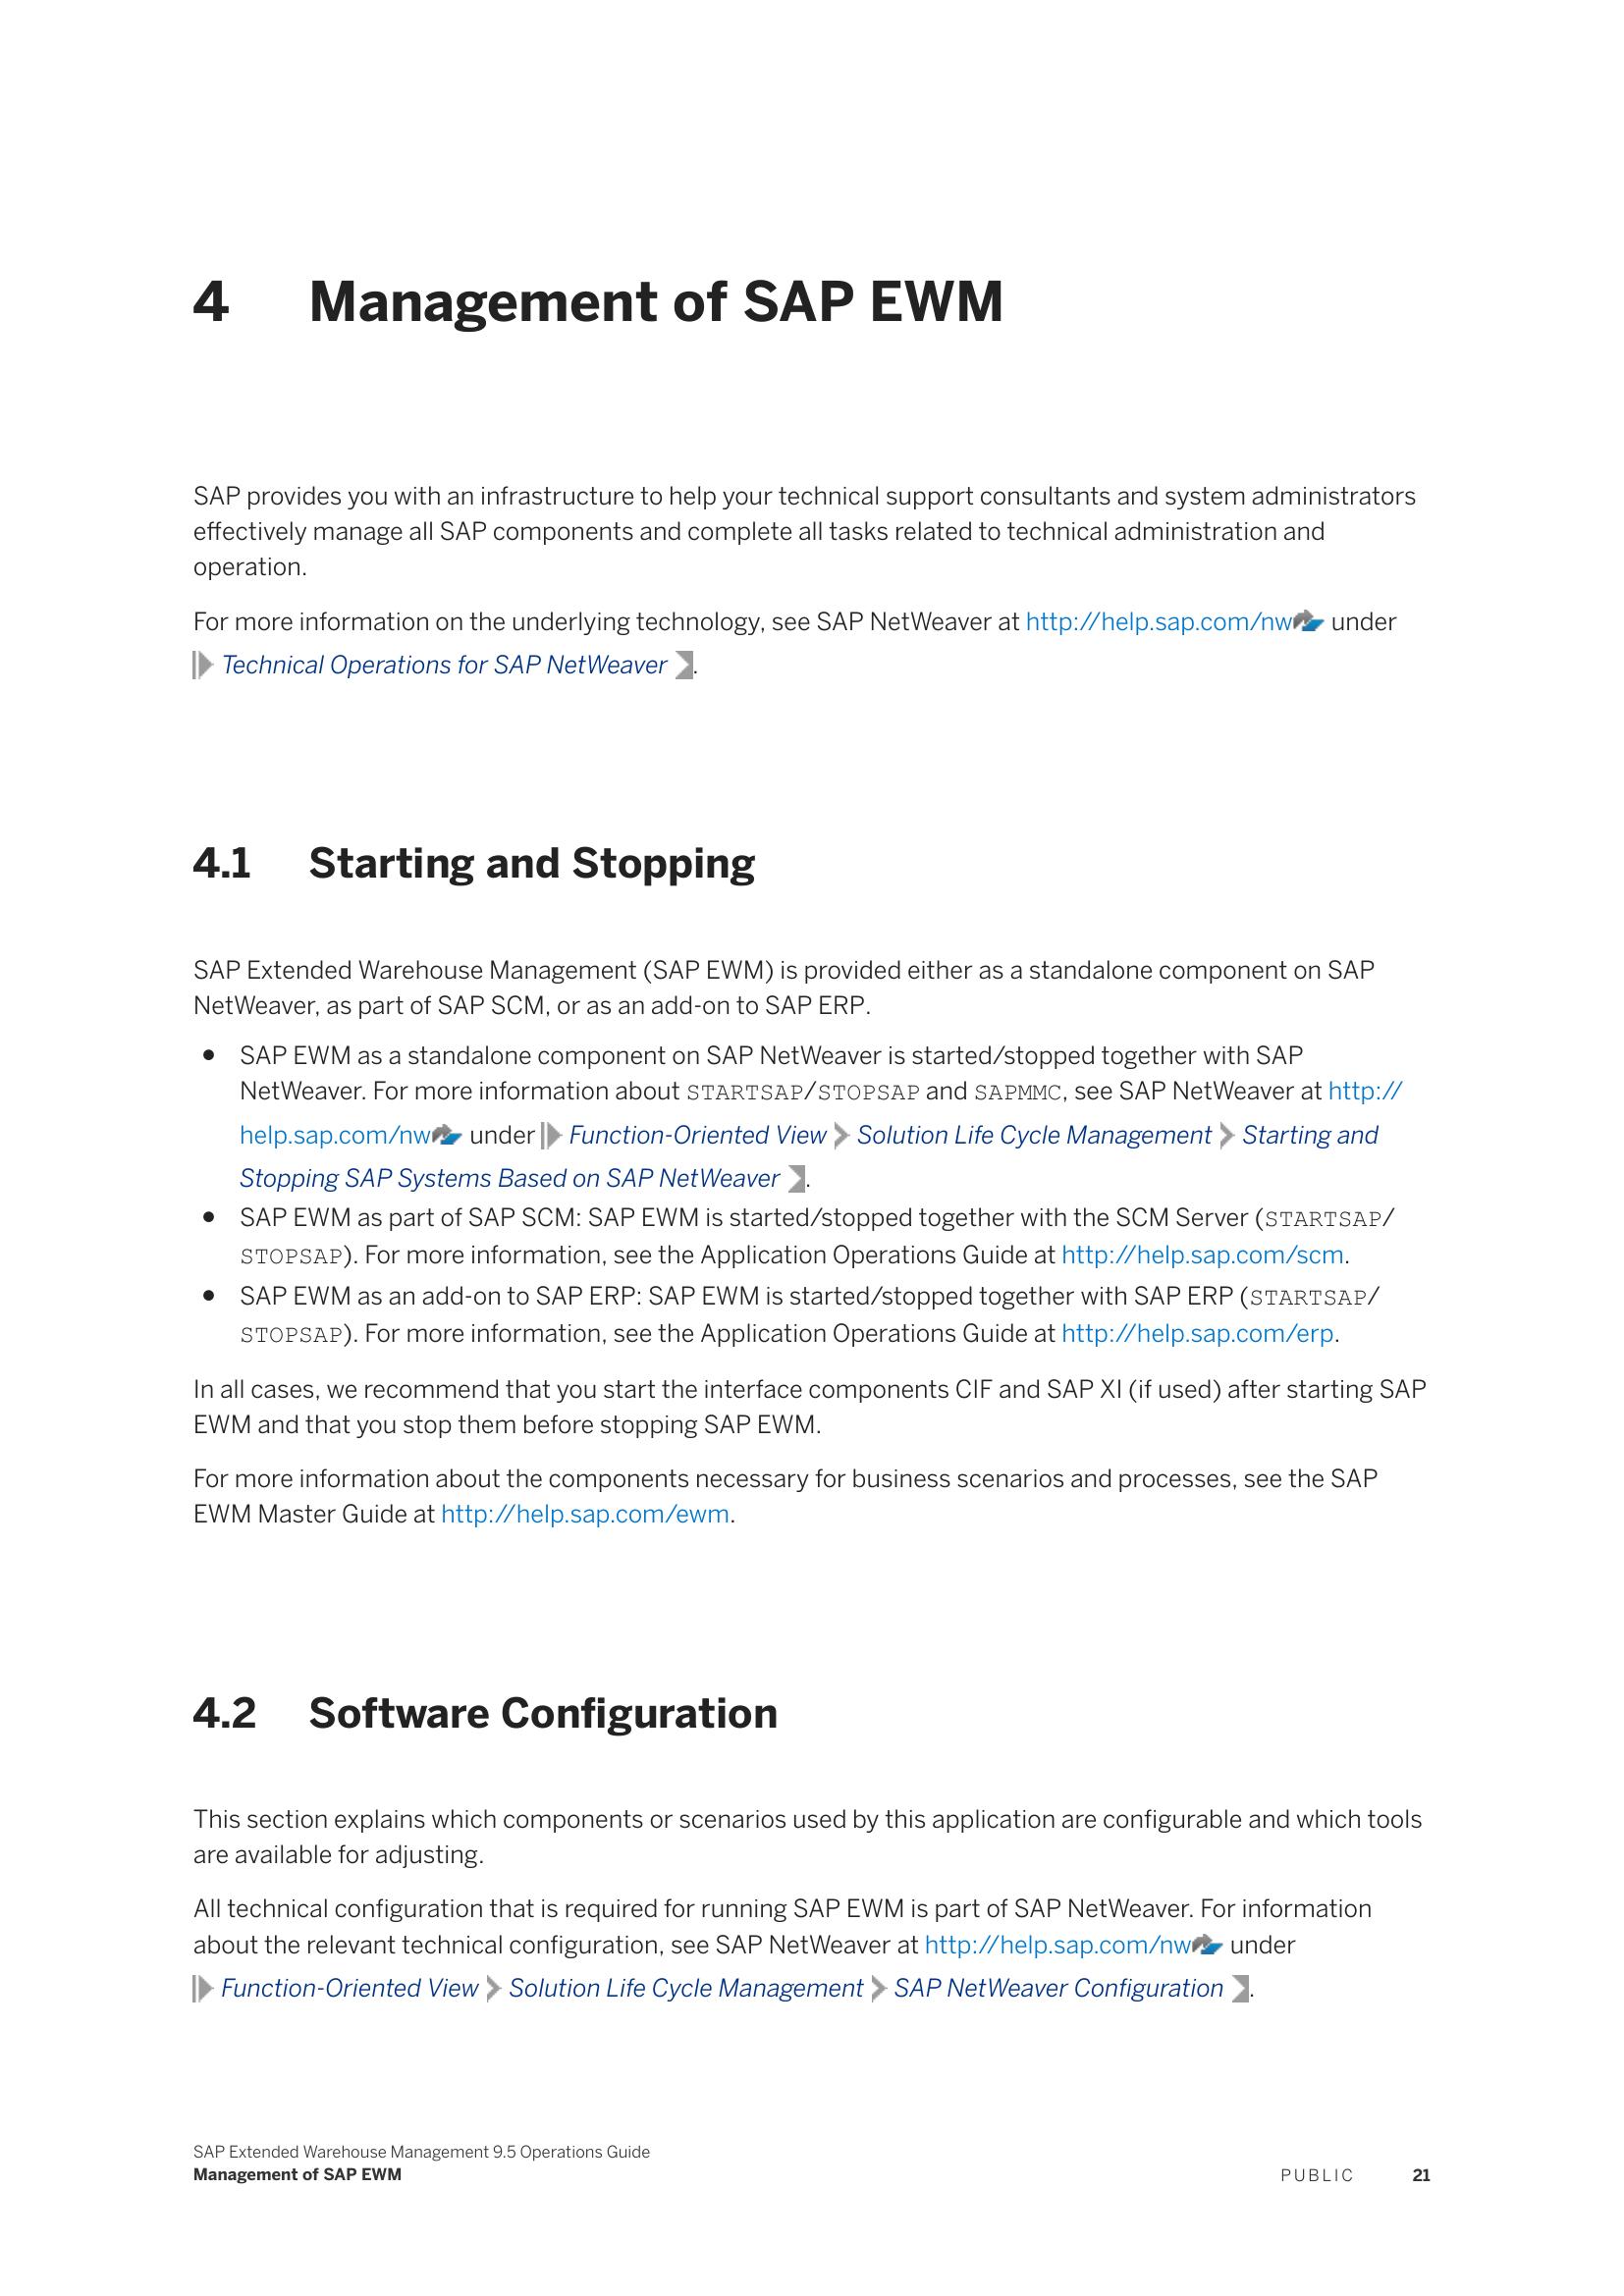 4 Management of SAP EWM
SAP provides you with an infrastructure to help your technical support consultants and system administrators
effectively manage all SAP components and complete all tasks related to technical administration and
operation.
For more information on the underlying technology, see SAP NetWeaver at http://help.sap.com/nw under
Technical Operations for SAP NetWeaver .
4.1 Starting and Stopping
SAP Extended Warehouse Management (SAP EWM) is provided either as a standalone component on SAP
NetWeaver, as part of SAP SCM, or as an add-on to SAP ERP.
● SAP EWM as a standalone component on SAP NetWeaver is started/stopped together with SAP
NetWeaver. For more information about STARTSAP/STOPSAP and SAPMMC, see SAP NetWeaver at http://
help.sap.com/nw under Function-Oriented View Solution Life Cycle Management Starting and
Stopping SAP Systems Based on SAP NetWeaver .
● SAP EWM as part of SAP SCM: SAP EWM is started/stopped together with the SCM Server (STARTSAP/
STOPSAP). For more information, see the Application Operations Guide at http://help.sap.com/scm.
● SAP EWM as an add-on to SAP ERP: SAP EWM is started/stopped together with SAP ERP (STARTSAP/
STOPSAP). For more information, see the Application Operations Guide at http://help.sap.com/erp.
In all cases, we recommend that you start the interface components CIF and SAP XI (if used) after starting SAP
EWM and that you stop them before stopping SAP EWM.
For more information about the components necessary for business scenarios and processes, see the SAP
EWM Master Guide at http://help.sap.com/ewm.
4.2 Software Configuration
This section explains which components or scenarios used by this application are configurable and which tools
are available for adjusting.
All technical configuration that is required for running SAP EWM is part of SAP NetWeaver. For information
about the relevant technical configuration, see SAP NetWeaver at http://help.sap.com/nw under
Function-Oriented View Solution Life Cycle Management SAP NetWeaver Configuration .
SAP Extended Warehouse Management 9.5 Operations Guide
Management of SAP EWM PUBLIC 21